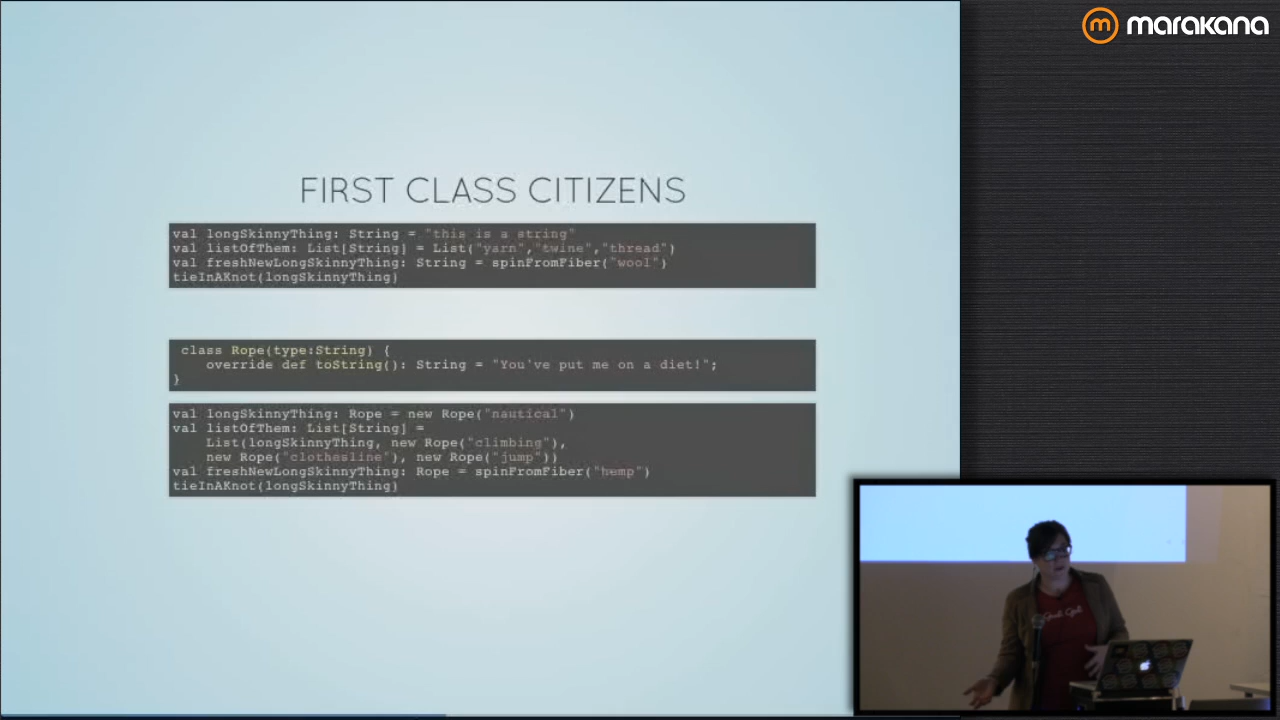 marakana
FIRST CLASS CITIZENS
val longSkinnyThing: String = "this is a string"
val listOfThem: List[String] = List("yarn","twine","thread")
val freshNewLongSkinnyThing: String = spinFromFiber("wool")
tieInAKnot(longSkinnyThing)
class Rope(type:String) {
override def toString(): String = "You've put me on a diet!";
}
val longSkinnyThing: Rope = new Rope("nautical")
val listOfThem: List[String] =
List(longSkinnyThing, new Rope("climbing"),
new Rope("clothesline"), new Rope("jump"))
val freshNewLongSkinnyThing: Rope = spinFromFiber("hemp")
tieInAKnot(longSkinnyThing)